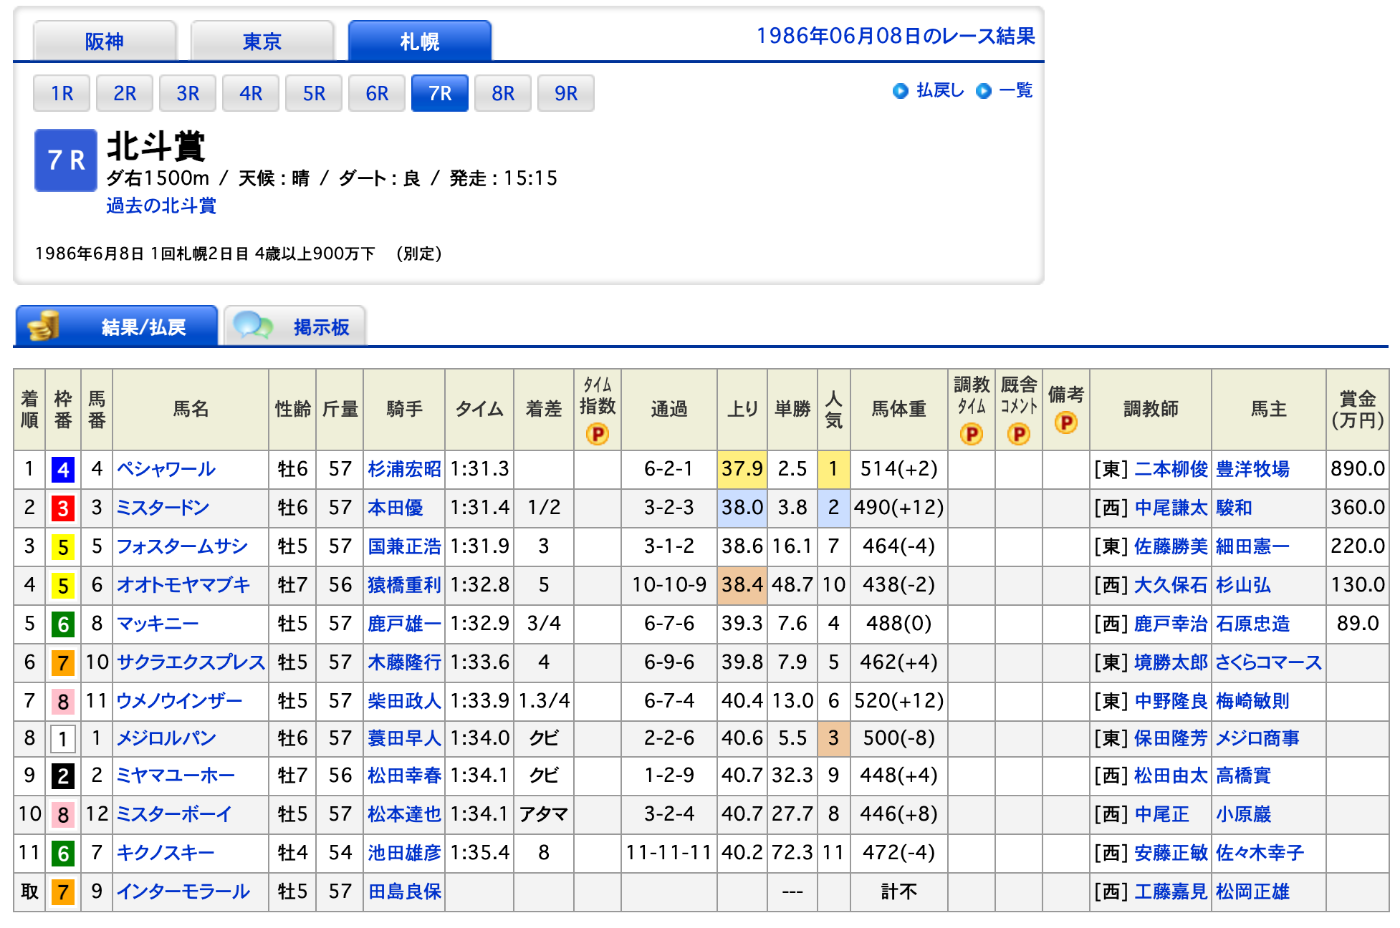 阪神 東京 札幌 1986年06月08日のレース結果
1R 2R 3R 4R 5R 6R 7R 8R 9R 払戻し 一覧
7 R 北斗賞
ダ右1500m / 天候 : 晴 / ダート : 良 / 発走 : 15:15
過去の北斗賞
1986年6月8日 1回札幌2日目 4歳以上900万下 (別定)
結果/払戻 掲示板
着順 枠番 馬番 馬名 性齢 斤量 騎手 タイム 着差 ﾀｲﾑ指数 P 通過 上り 単勝 人気 馬体重 調教ﾀｲﾑ P 厩舎ｺﾒﾝﾄ P 備考 P 調教師 馬主 賞金(万円)
1 4 4 ペシャワール 牡6 57 杉浦宏昭 1:31.3 6-2-1 37.9 2.5 1 514(+2) [東] 二本柳俊 豊洋牧場 890.0
2 3 3 ミスタードン 牡6 57 本田優 1:31.4 1/2 3-2-3 38.0 3.8 2 490(+12) [西] 中尾謙太 駿和 360.0
3 5 5 フォスタームサシ 牡5 57 国兼正浩 1:31.9 3 3-1-2 38.6 16.1 7 464(-4) [東] 佐藤勝美 細田憲一 220.0
4 5 6 オオトモヤマブキ 牡7 56 猿橋重利 1:32.8 5 10-10-9 38.4 48.7 10 438(-2) [西] 大久保石 杉山弘 130.0
5 6 8 マッキニー 牡5 57 鹿戸雄一 1:32.9 3/4 6-7-6 39.3 7.6 4 488(0) [西] 鹿戸幸治 石原忠造 89.0
6 7 10 サクラエクスプレス 牡5 57 木藤隆行 1:33.6 4 6-9-6 39.8 7.9 5 462(+4) [東] 境勝太郎 さくらコマース
7 8 11 ウメノウインザー 牡5 57 柴田政人 1:33.9 1.3/4 6-7-4 40.4 13.0 6 520(+12) [東] 中野隆良 梅崎敏則
8 1 1 メジロルパン 牡6 57 蓑田早人 1:34.0 クビ 2-2-6 40.6 5.5 3 500(-8) [東] 保田隆芳 メジロ商事
9 2 2 ミヤマユーホー 牡7 56 松田幸春 1:34.1 クビ 1-2-9 40.7 32.3 9 448(+4) [西] 松田由太 高橋實
10 8 12 ミスターボーイ 牡5 57 松本達也 1:34.1 アタマ 3-2-4 40.7 27.7 8 446(+8) [西] 中尾正 小原巖
11 6 7 キクノスキー 牡4 54 池田雄彦 1:35.4 8 11-11-11 40.2 72.3 11 472(-4) [西] 安藤正敏 佐々木幸子
取 7 9 インターモラール 牡5 57 田島良保 --- 計不 [西] 工藤嘉見 松岡正雄